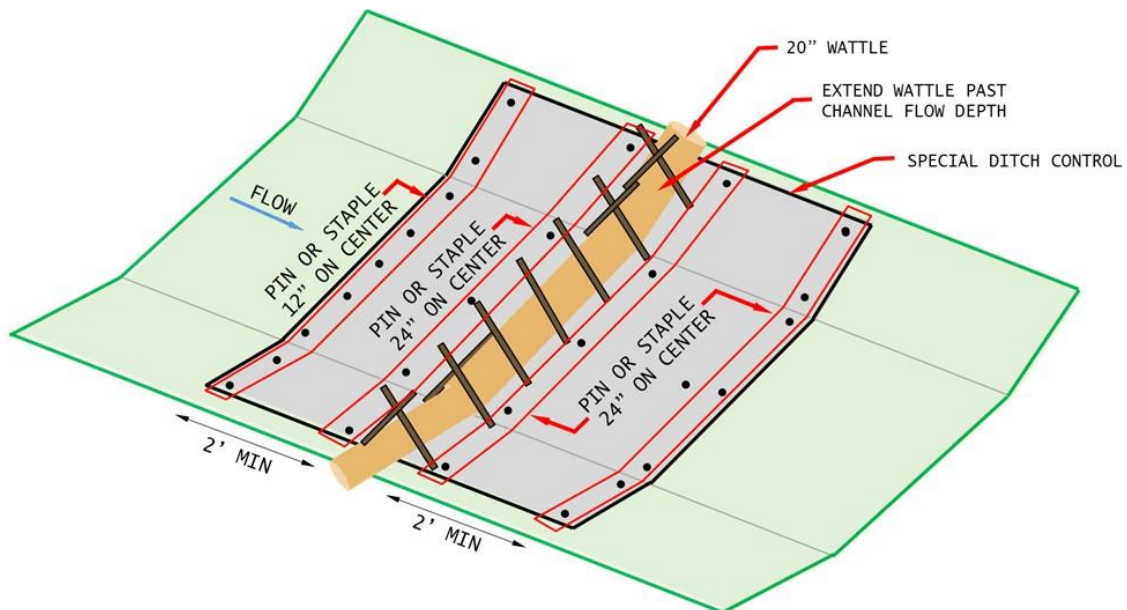 20” WATTLE
EXTEND WATTLE PAST
CHANNEL FLOW DEPTH
SPECIAL DITCH CONTROL
FLOW
PIN OR STAPLE
12” ON CENTER
PIN OR STAPLE
24” ON CENTER
PIN OR STAPLE
24” ON CENTER
2’ MIN
2’ MIN